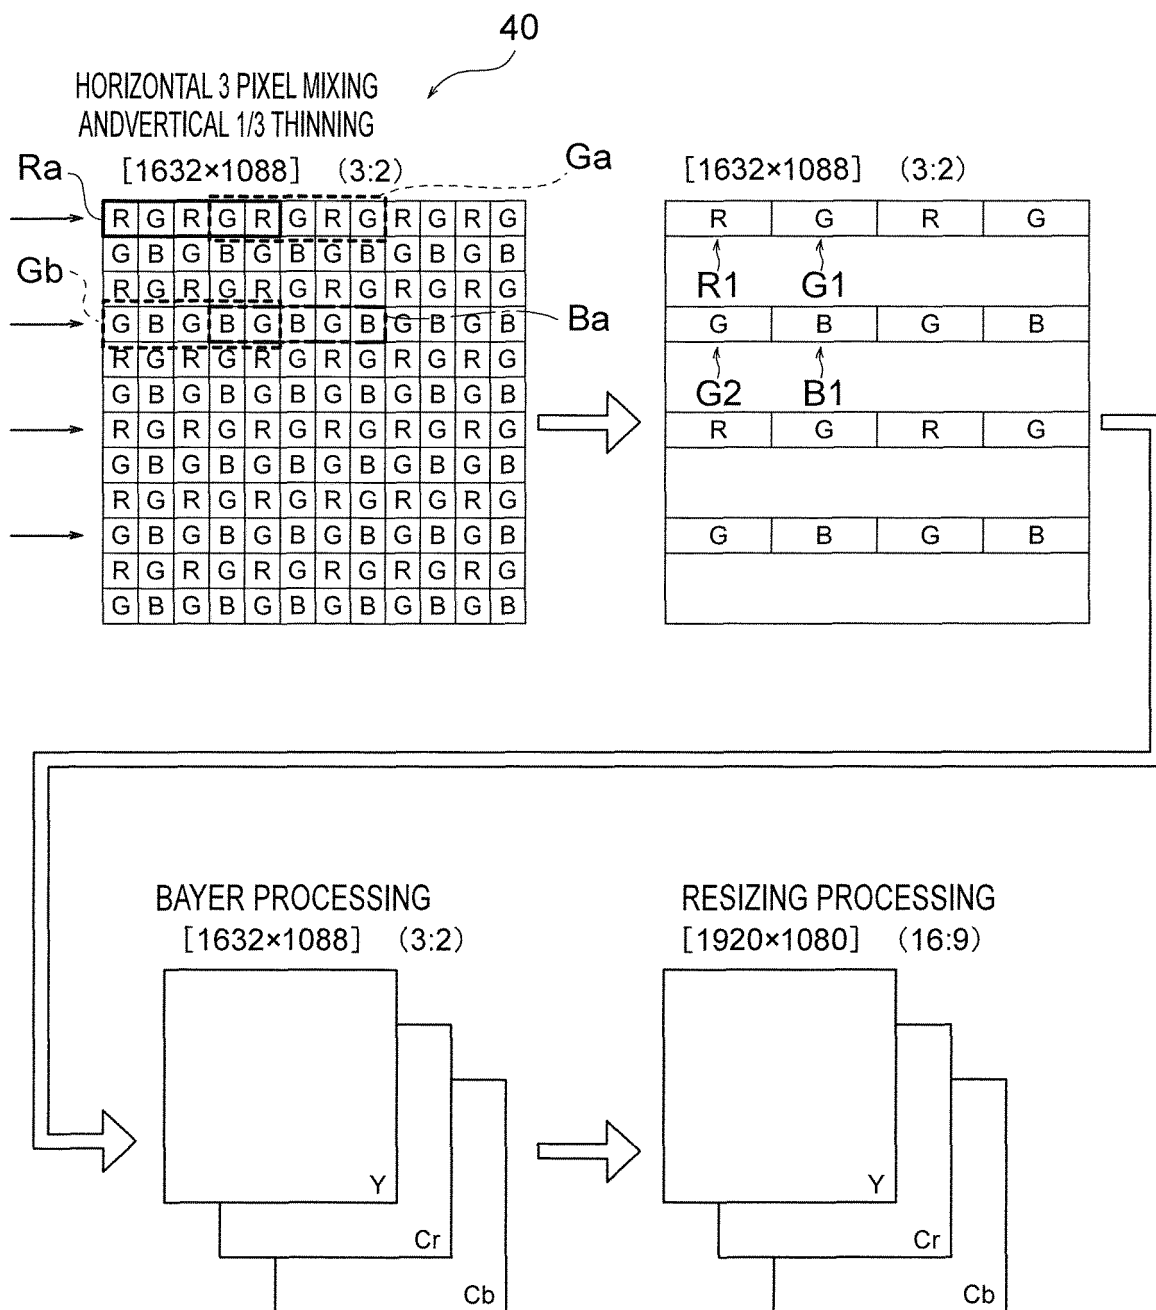 40
HORIZONTAL 3 PIXEL MIXING
ANDVERTICAL 1/3 THINNING
Ra
[1632×1088] (3:2)
Ga
[1632×1088] (3:2)
R G R G R G R G R G R G
G B G B G B G B G B G B
R G R G R G R G R G R G
G B G B G B G B G B G B
R G R G R G R G R G R G
G B G B G B G B G B G B
R G R G R G R G R G R G
G B G B G B G B G B G B
R G R G R G R G R G R G
G B G B G B G B G B G B
R G R G R G R G R G R G
G B G B G B G B G B G B
Gb
Ba
R G R G
R1 G1
G B G B
G2 B1
R G R G
G B G B
BAYER PROCESSING
[1632×1088] (3:2)
Y
Cr
Cb
RESIZING PROCESSING
[1920×1080] (16:9)
Y
Cr
Cb